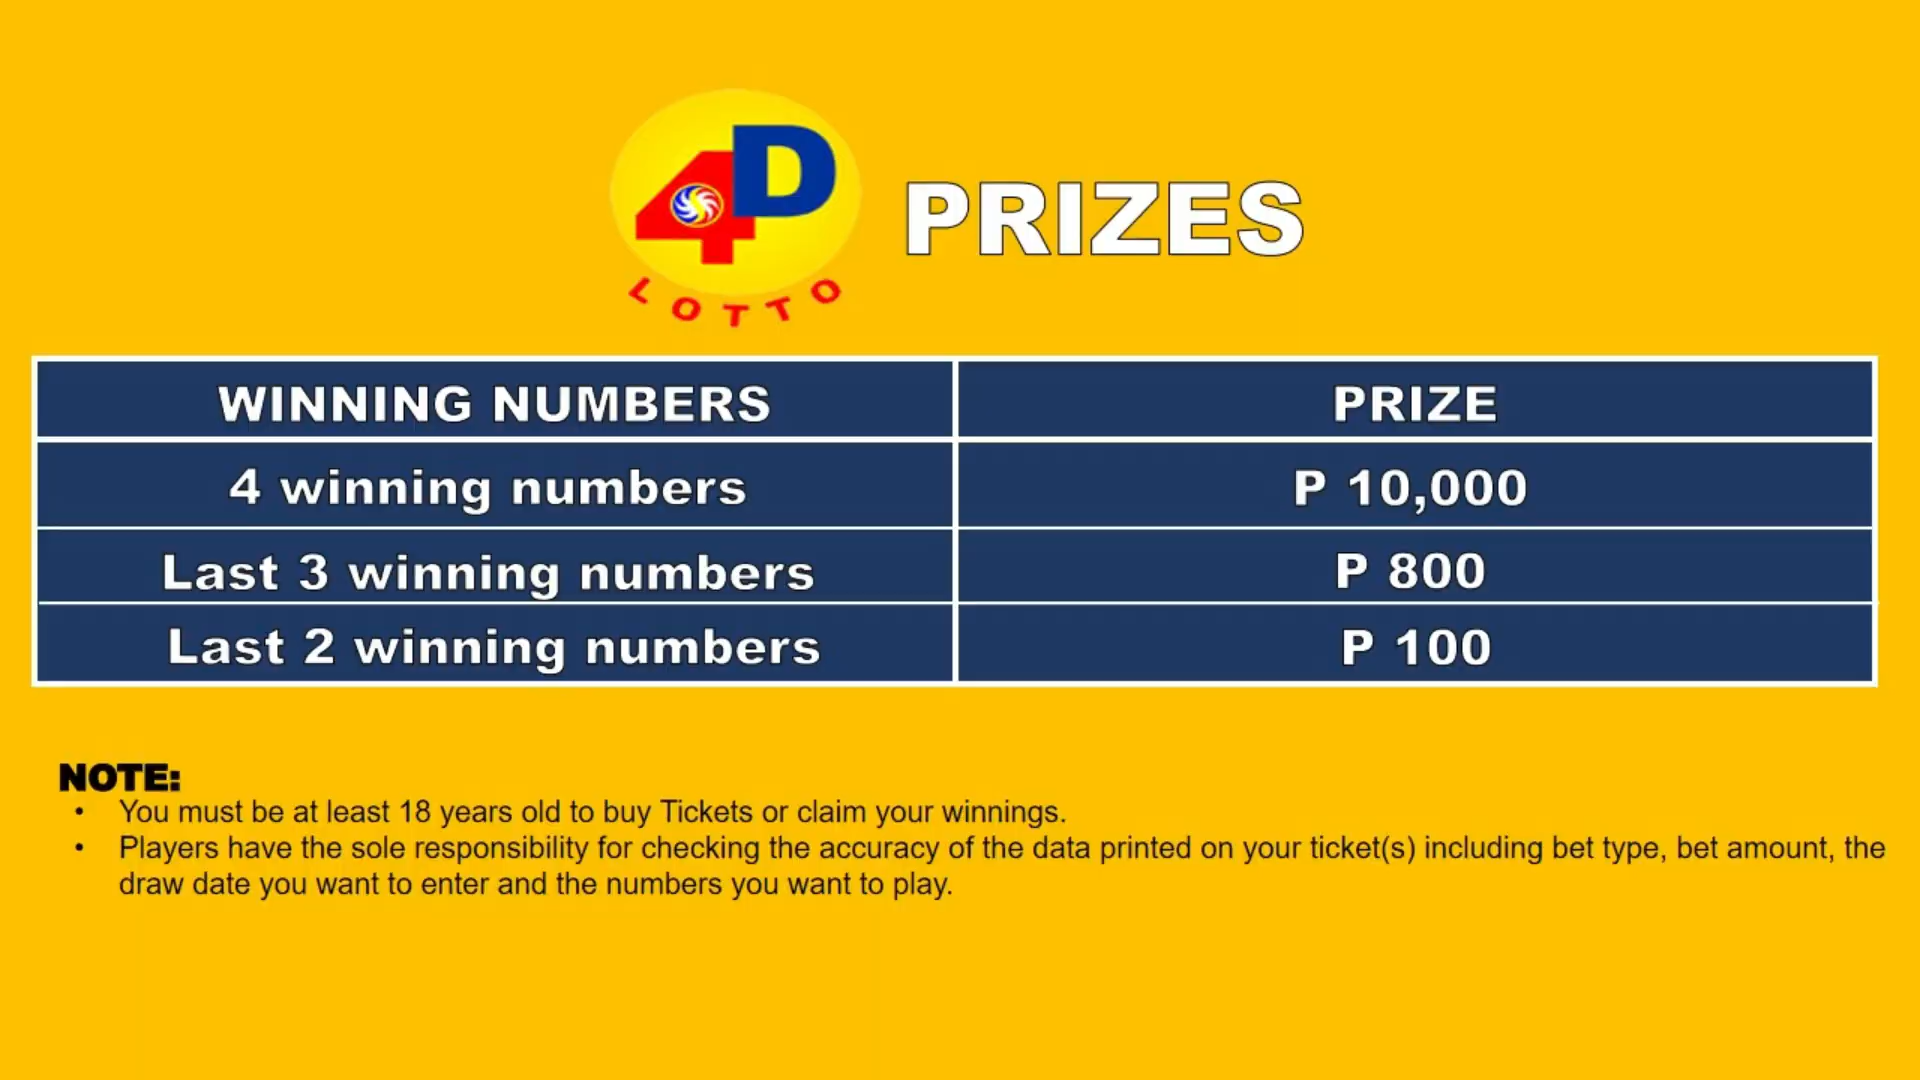 4D
LOTTO
PRIZES
WINNING NUMBERS PRIZE
4 winning numbers P 10,000
Last 3 winning numbers P 800
Last 2 winning numbers P 100
NOTE:
• You must be at least 18 years old to buy Tickets or claim your winnings.
• Players have the sole responsibility for checking the accuracy of the data printed on your ticket(s) including bet type, bet amount, the
draw date you want to enter and the numbers you want to play.